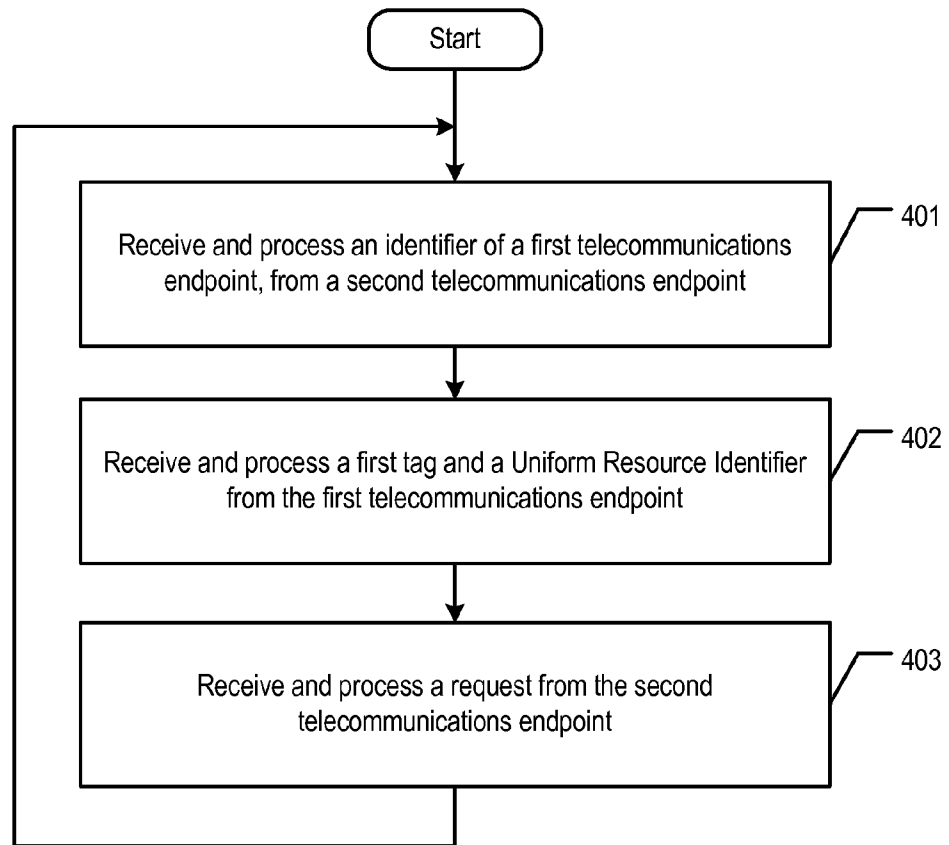 Start
401
Receive and process an identifier of a first telecommunications
endpoint, from a second telecommunications endpoint
402
Receive and process a first tag and a Uniform Resource Identifier
from the first telecommunications endpoint
403
Receive and process a request from the second
telecommunications endpoint